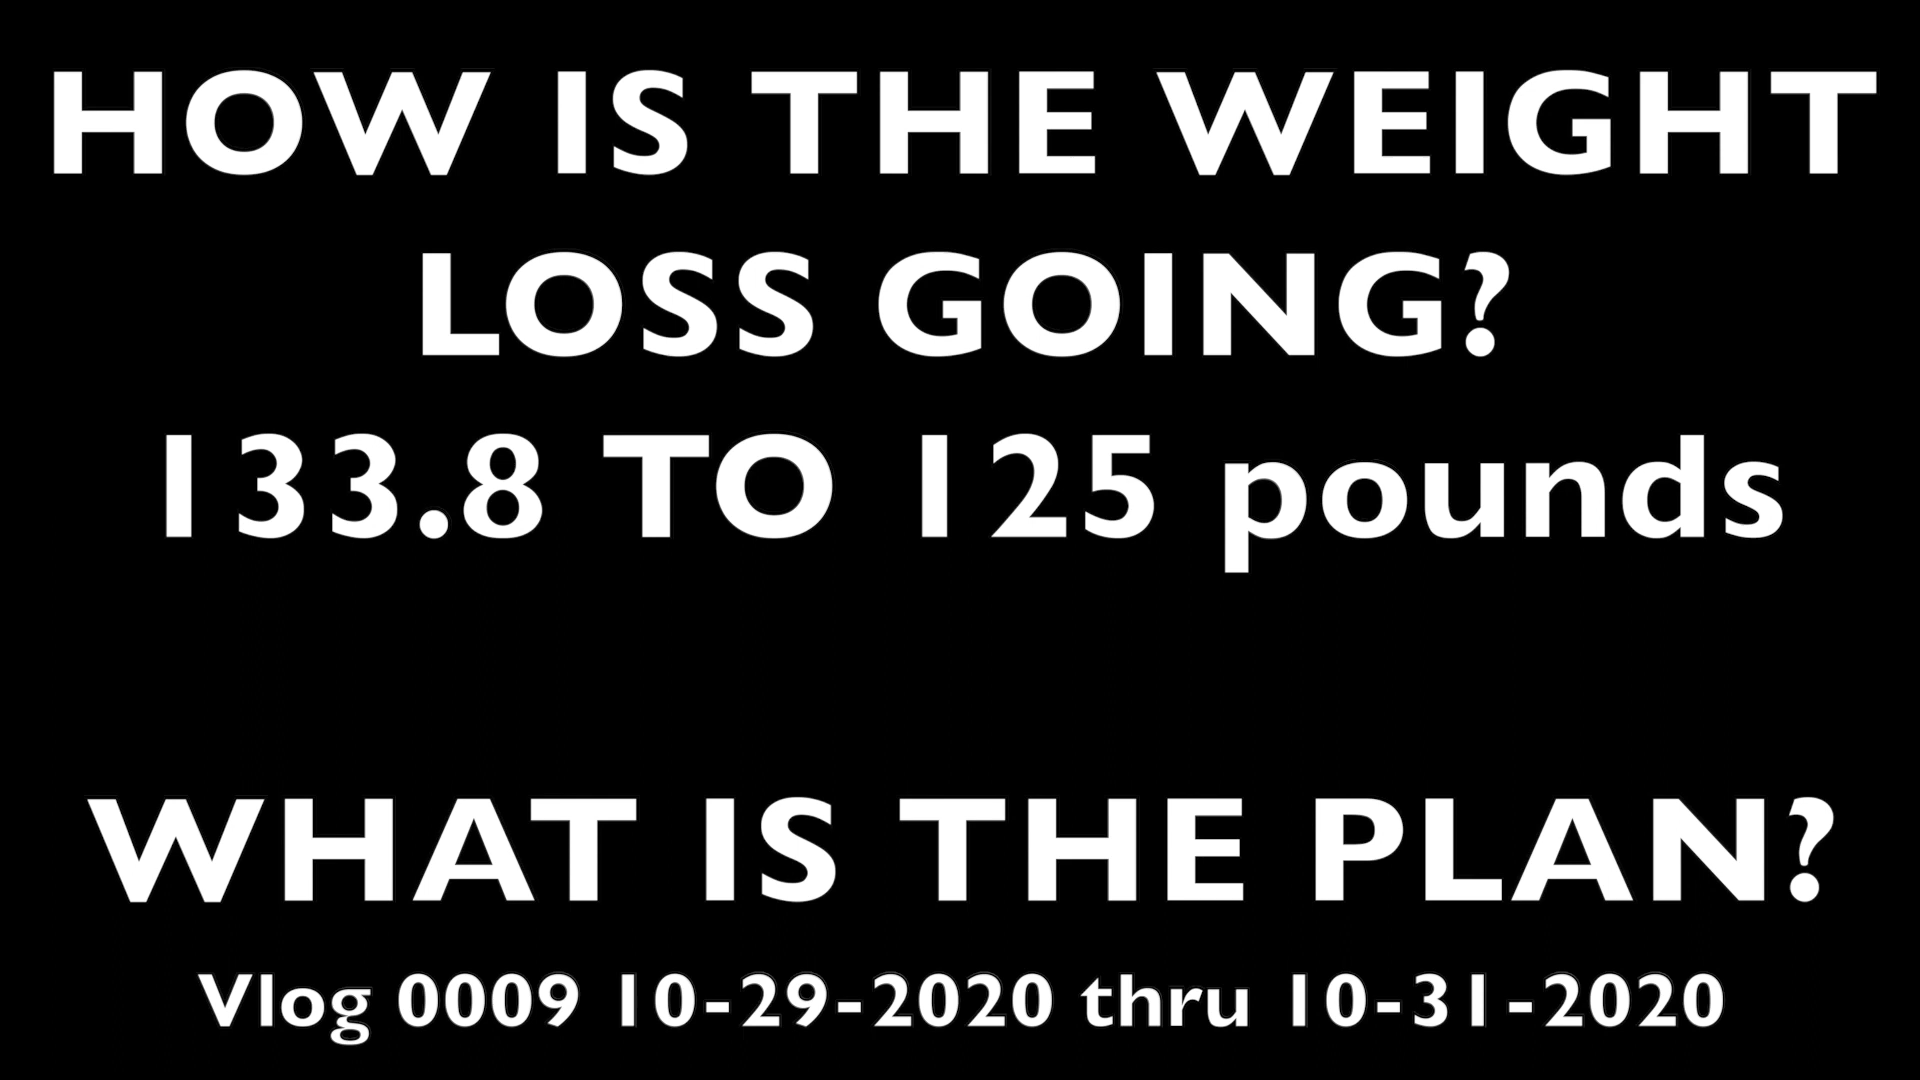 HOW IS THE WEIGHT
LOSS GOING?
133.8 TO 125 pounds
WHAT IS THE PLAN?
Vlog 0009 10-29-2020 thru 10-31-2020